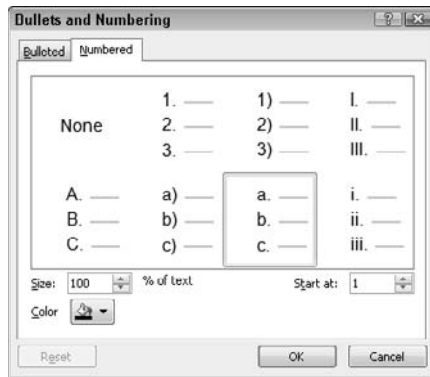 Bullets and Numbering
Bulleted Numbered
None 1. 1) I.
2. 2) II.
3. 3) III.
A. a) a. i.
B. b) b. ii.
C. c) c. iii.
Size: 100 % of text Start at: 1
Color
Reset OK Cancel